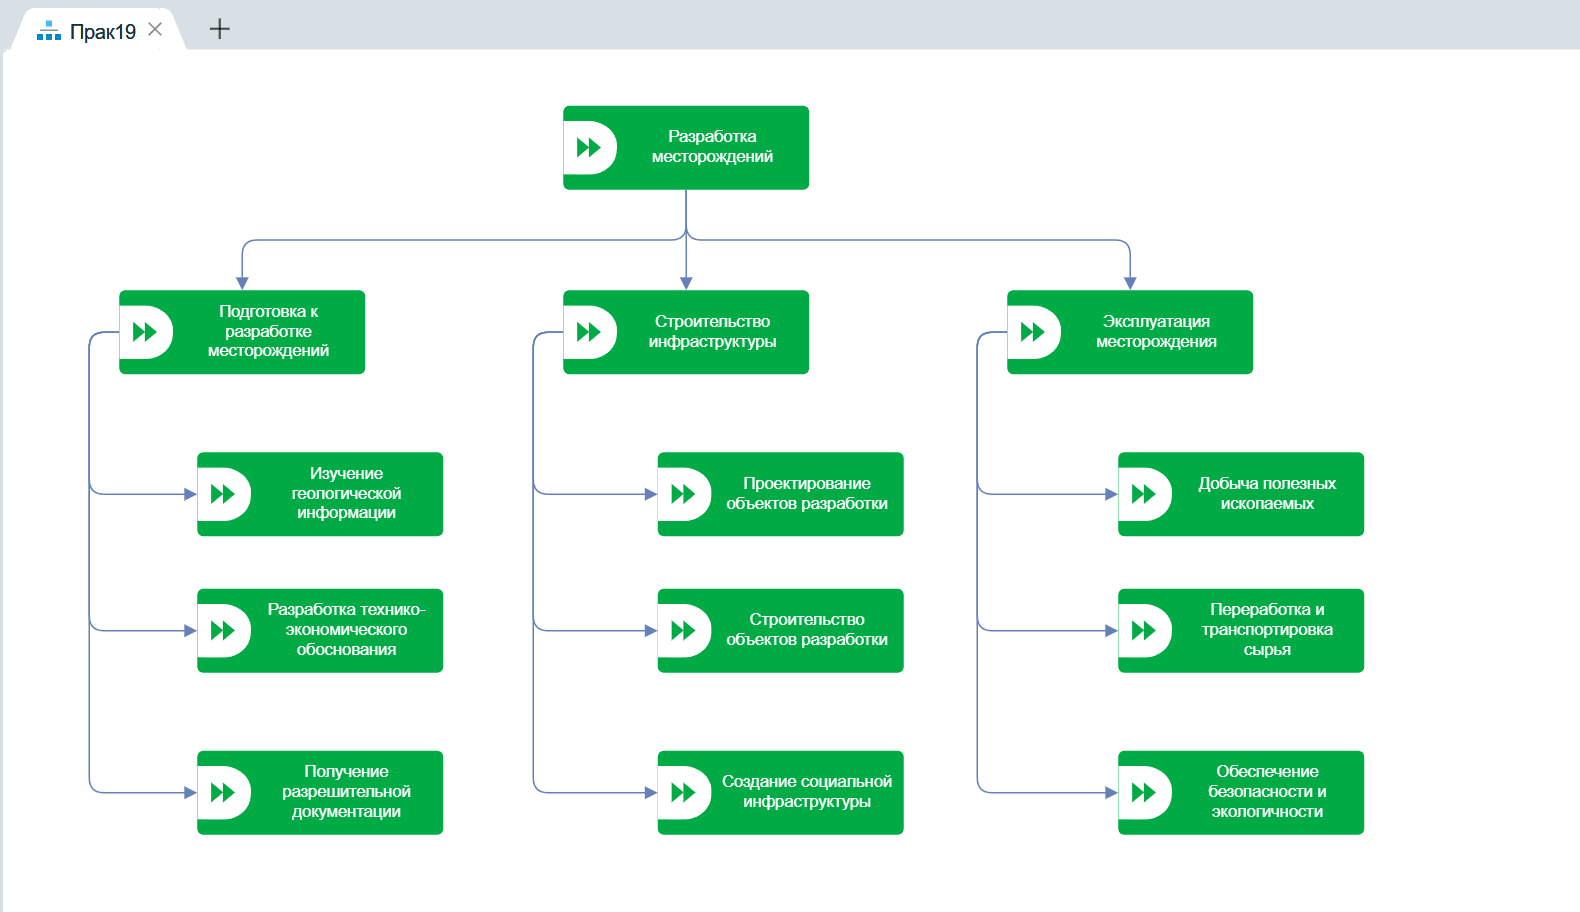 Прак19
Разработка
месторождений
Подготовка к
разработке
месторождений
Строительство
инфраструктуры
Эксплуатация
месторождения
Изучение
геологической
информации
Проектирование
объектов разработки
Добыча полезных
ископаемых
Разработка технико-
экономического
обоснования
Строительство
объектов разработки
Переработка и
транспортировка
сырья
Получение
разрешительной
документации
Создание социальной
инфраструктуры
Обеспечение
безопасности и
экологичности